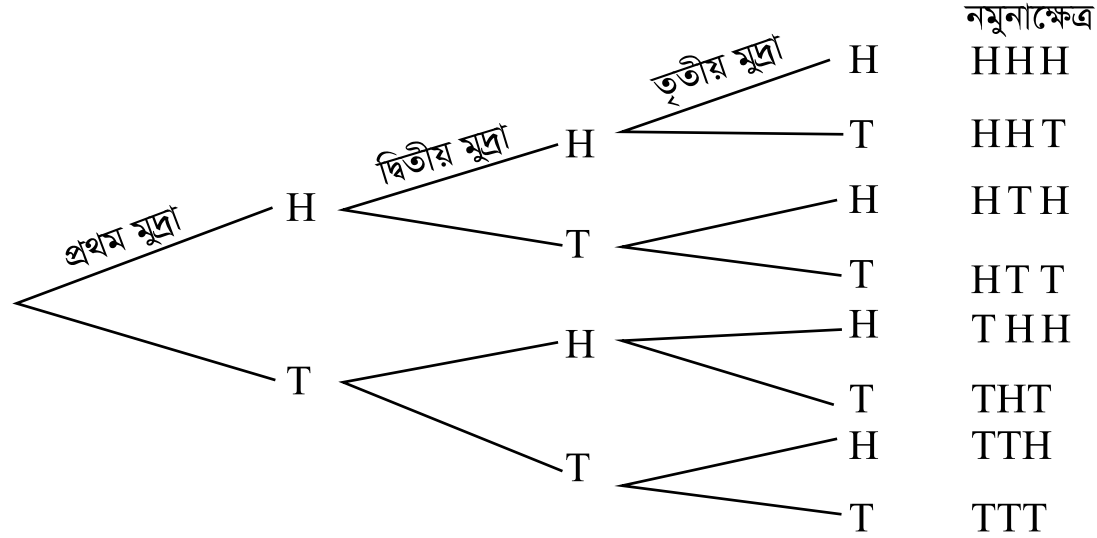 নমুনাক্ষেত্র
তৃতীয় মুদ্রা H HHH
দ্বিতীয় মুদ্রা H T HHT
প্রথম মুদ্রা H H HTH
T T HTT
H H THH
T T THT
T H TTH
T TTT